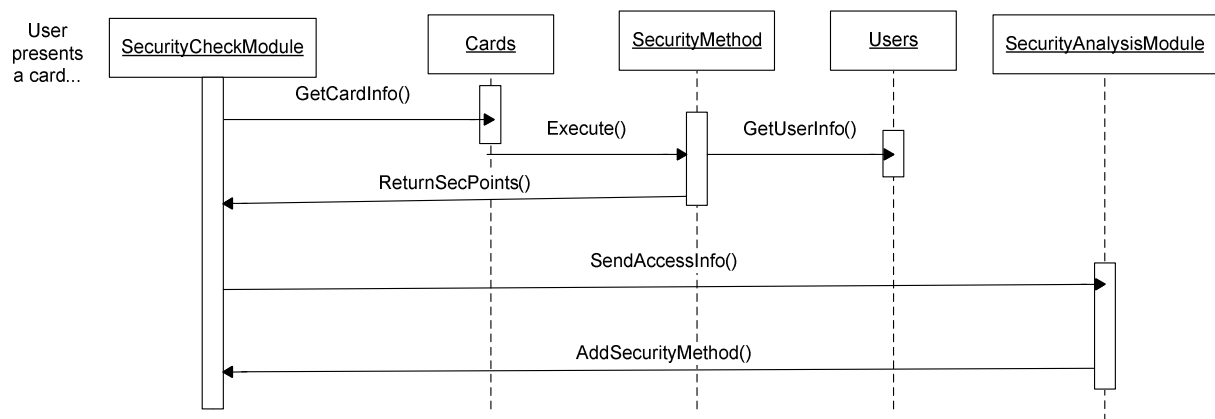 User
presents
a card...
SecurityCheckModule
Cards
SecurityMethod
Users
SecurityAnalysisModule
GetCardInfo()
Execute()
GetUserInfo()
ReturnSecPoints()
SendAccessInfo()
AddSecurityMethod()